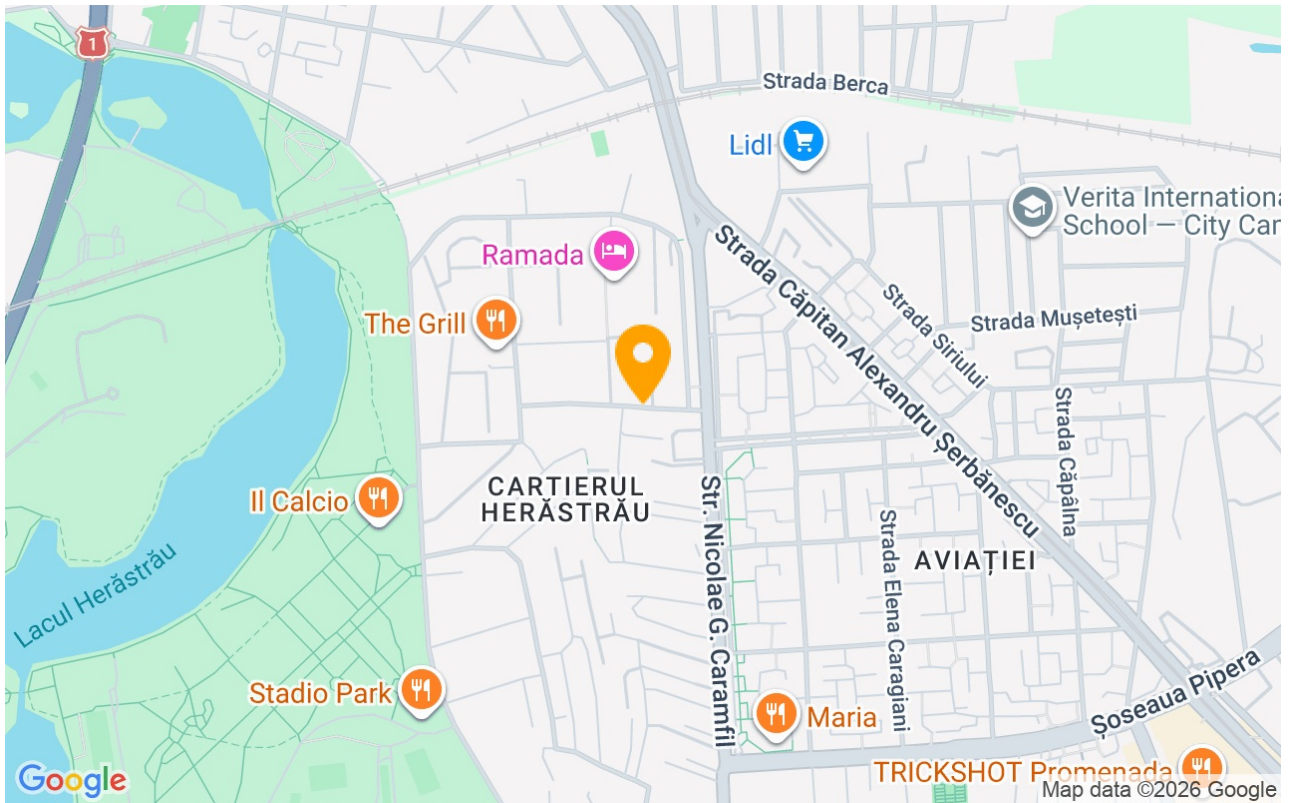 1
Strada Berca
Lidl
Verita Internationa
School — City Car
Ramada
Strada Căpitan Alexandru Șerbănescu
Strada Siriului
Strada Mușetești
The Grill
Strada Căpâlna
CARTIERUL
HERĂSTRĂU
Il Calcio
Str. Nicolae G. Caramfil
Strada Elena Caragiani
AVIAȚIEI
Lacul Herăstrău
Stadio Park
Maria
Șoseaua Pipera
TRICKSHOT Promenada
Google
Map data ©2026 Google